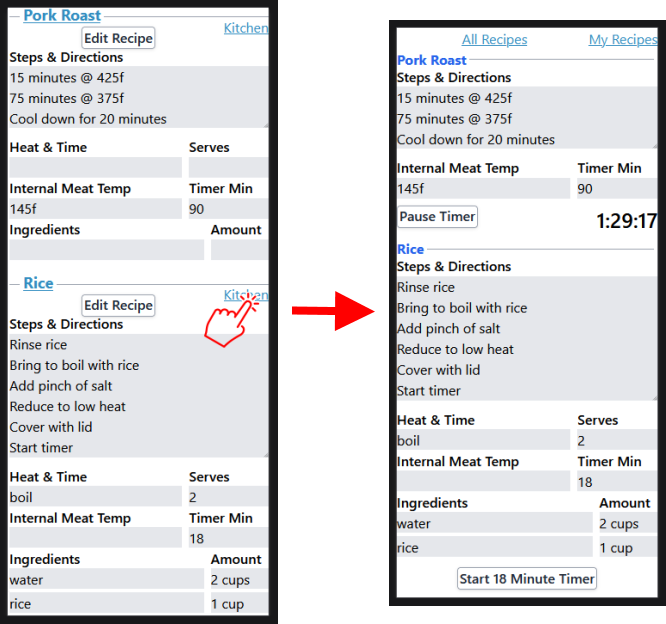 Pork Roast
Kitchen
Edit Recipe
Steps & Directions
15 minutes @ 425f
75 minutes @ 375f
Cool down for 20 minutes
Heat & Time Serves
Internal Meat Temp Timer Min
145f 90
Ingredients Amount
Rice
Kitchen
Edit Recipe
Steps & Directions
Rinse rice
Bring to boil with rice
Add pinch of salt
Reduce to low heat
Cover with lid
Start timer
Heat & Time Serves
boil 2
Internal Meat Temp Timer Min
18
Ingredients Amount
water 2 cups
rice 1 cup
All Recipes My Recipes
Pork Roast
Steps & Directions
15 minutes @ 425f
75 minutes @ 375f
Cool down for 20 minutes
Internal Meat Temp Timer Min
145f 90
Pause Timer 1:29:17
Rice
Steps & Directions
Rinse rice
Bring to boil with rice
Add pinch of salt
Reduce to low heat
Cover with lid
Start timer
Heat & Time Serves
boil 2
Internal Meat Temp Timer Min
18
Ingredients Amount
water 2 cups
rice 1 cup
Start 18 Minute Timer